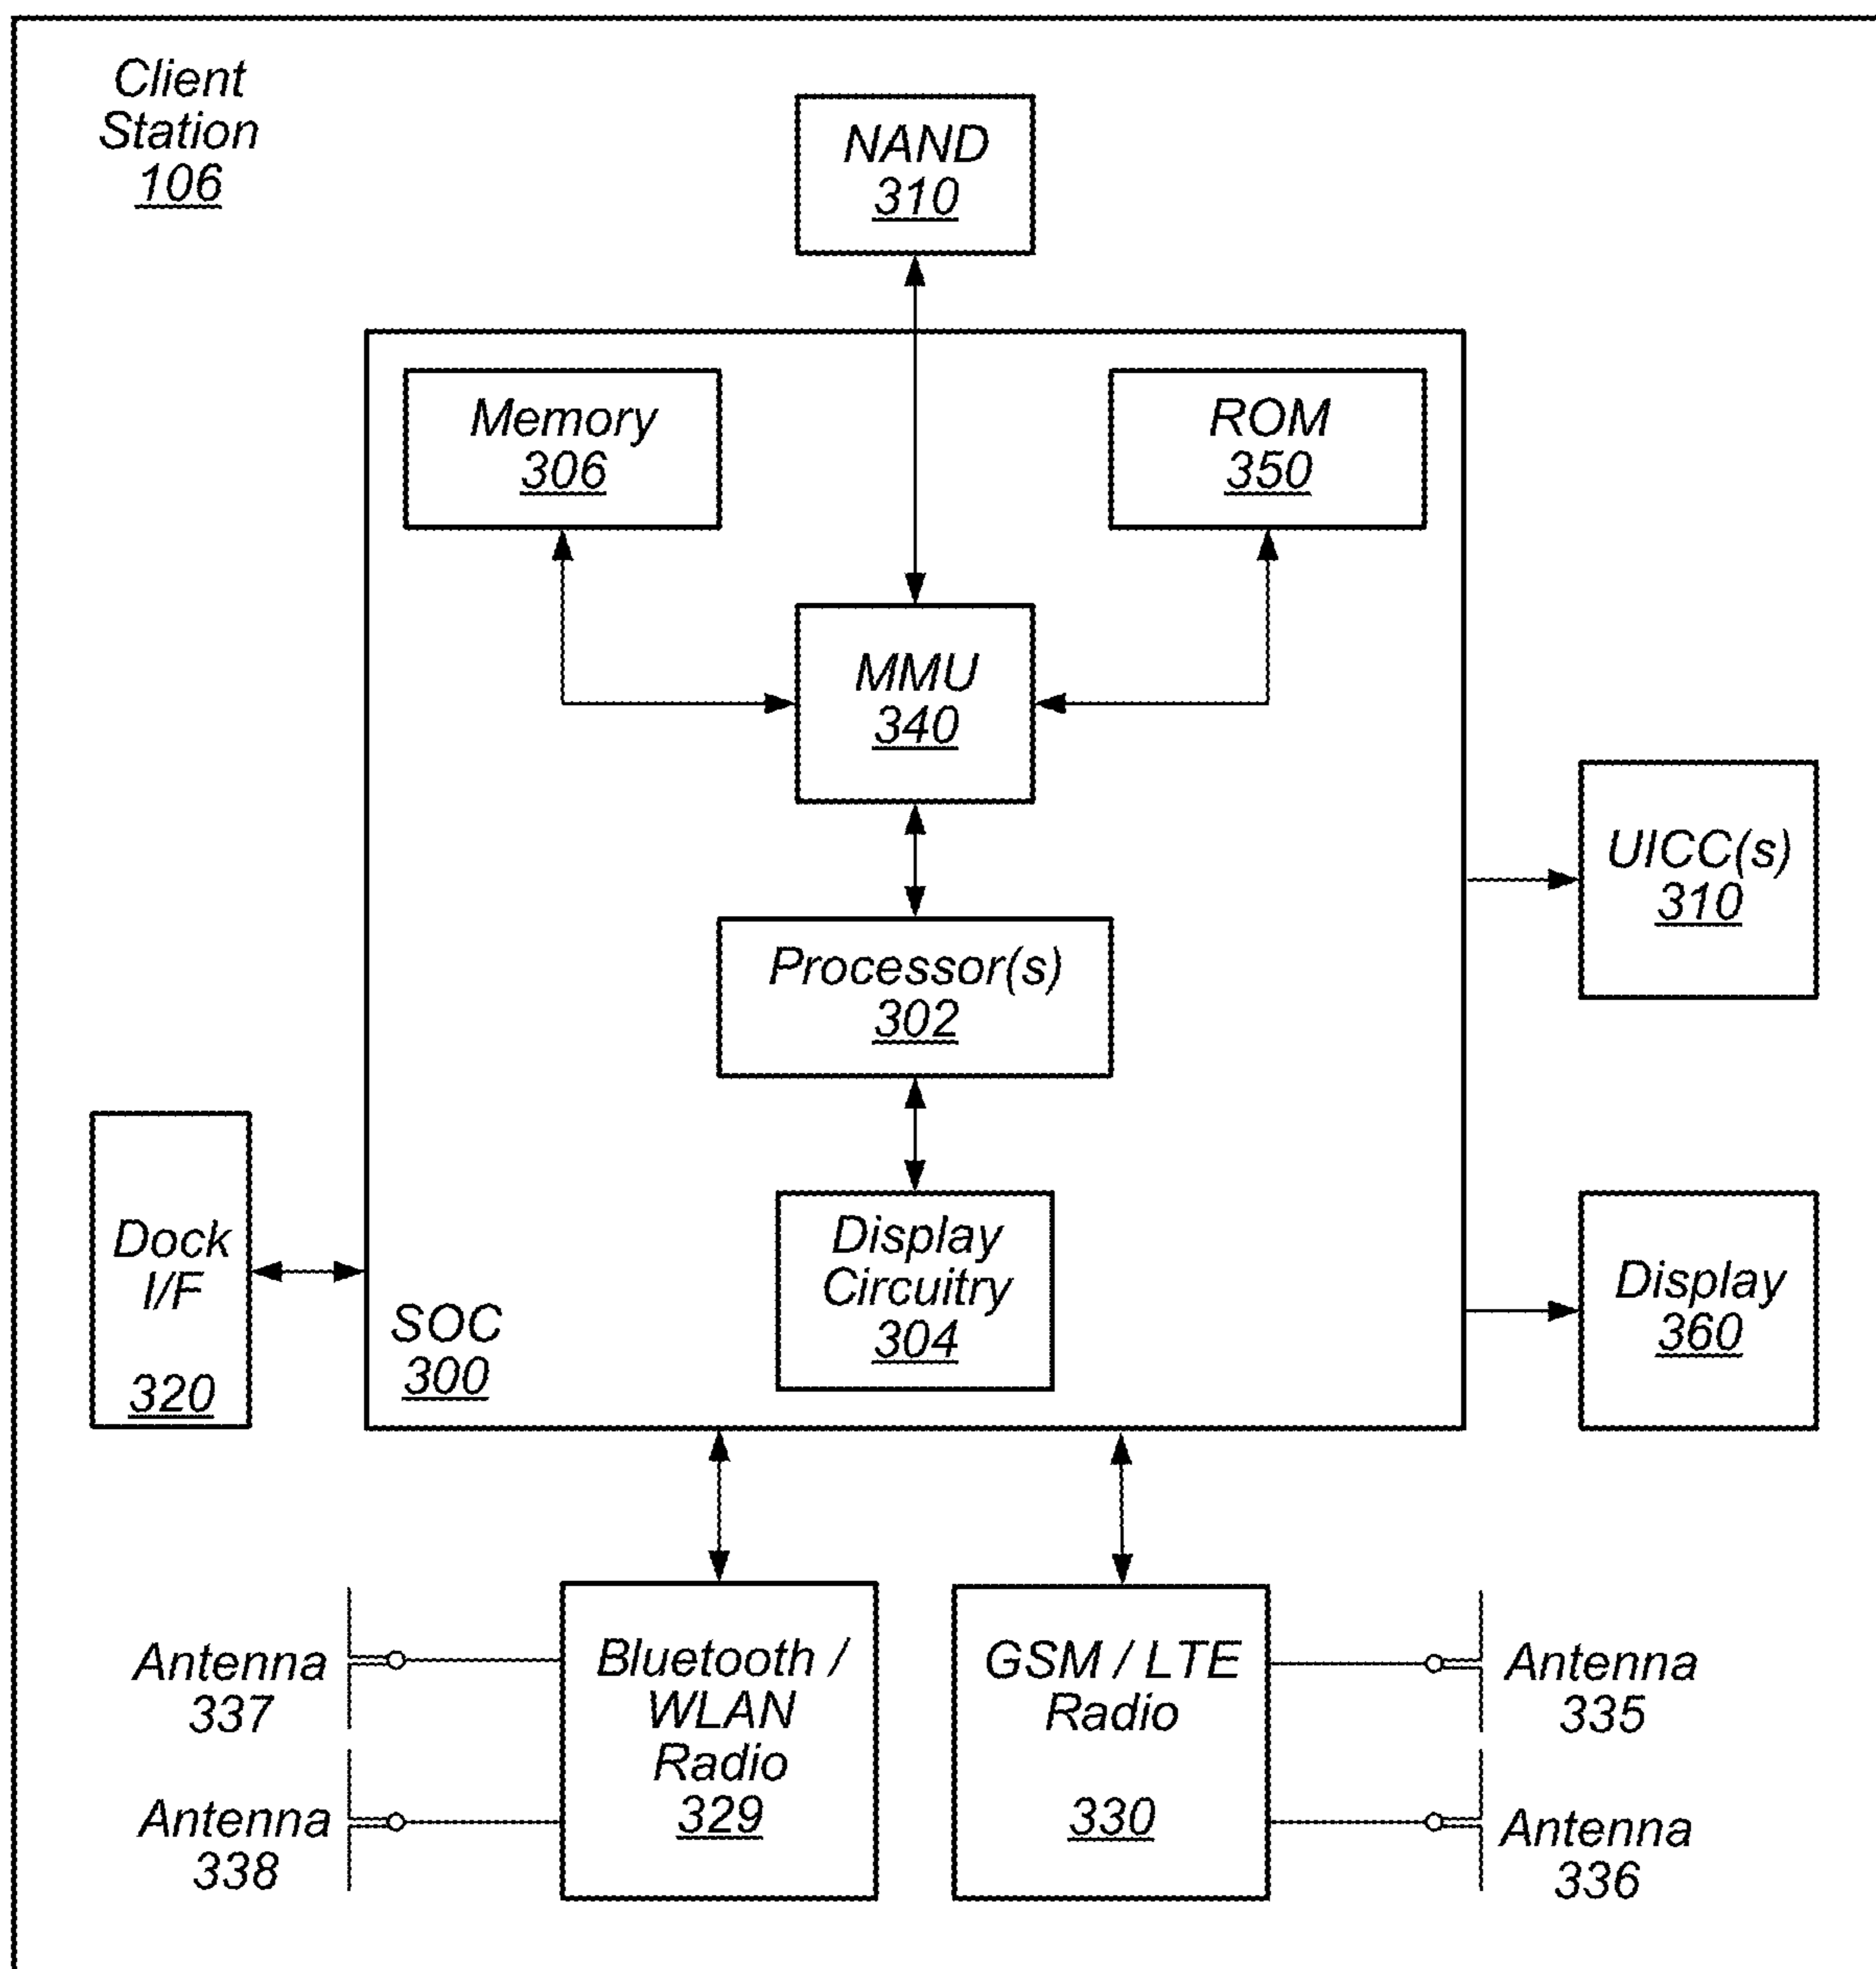 Client
Station
106
NAND
310
Memory
306
ROM
350
MMU
340
UICC(s)
310
Processor(s)
302
Dock
I/F
320
Display
Circuitry
304
SOC
300
Display
360
Antenna
337
Antenna
338
Bluetooth /
WLAN
Radio
329
GSM / LTE
Radio
330
Antenna
335
Antenna
336